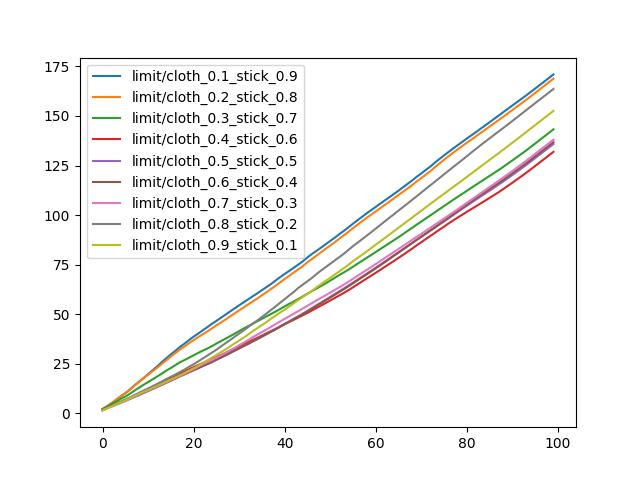 175
150
125
100
75
50
25
0
0 20 40 60 80 100
limit/cloth_0.1_stick_0.9
limit/cloth_0.2_stick_0.8
limit/cloth_0.3_stick_0.7
limit/cloth_0.4_stick_0.6
limit/cloth_0.5_stick_0.5
limit/cloth_0.6_stick_0.4
limit/cloth_0.7_stick_0.3
limit/cloth_0.8_stick_0.2
limit/cloth_0.9_stick_0.1